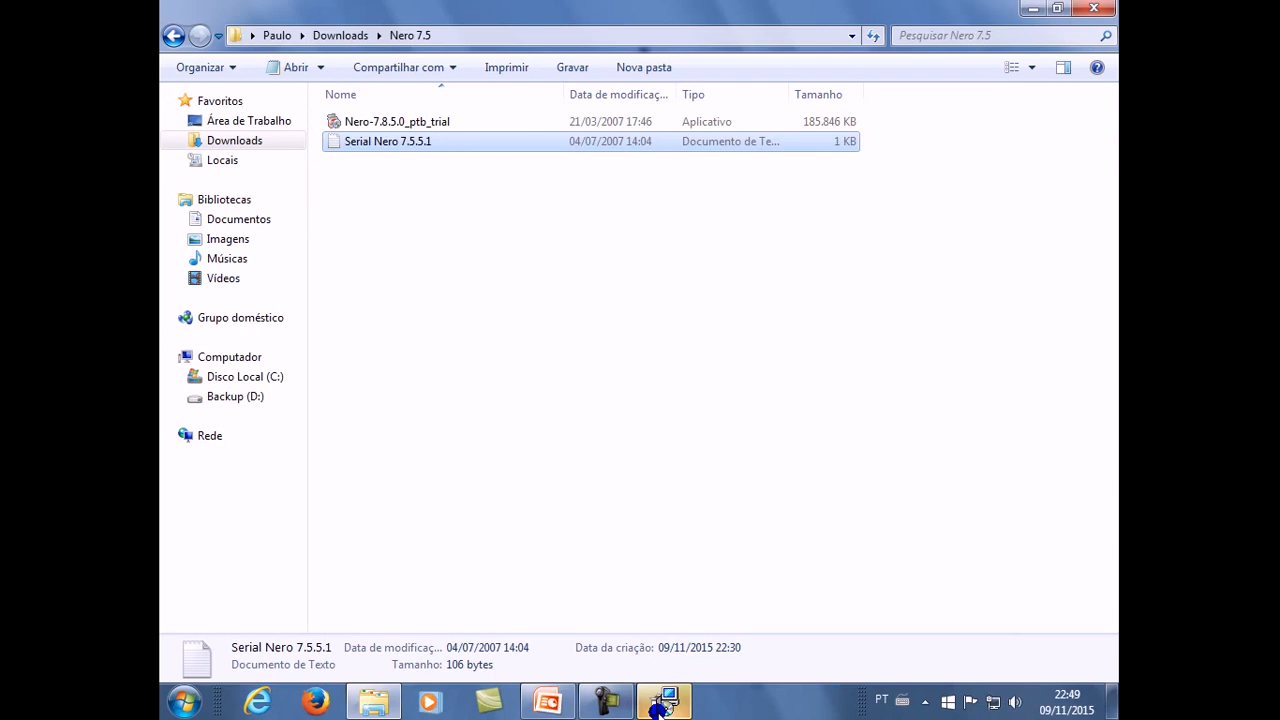 Paulo Downloads Nero 7.5 Pesquisar Nero 7.5
Organizar Abrir Compartilhar com Imprimir Gravar Nova pasta
Nome Data de modificaç... Tipo Tamanho
Nero-7.8.5.0_ptb_trial 21/03/2007 17:46 Aplicativo 185.846 KB
Serial Nero 7.5.5.1 04/07/2007 14:04 Documento de Te... 1 KB
Favoritos
Área de Trabalho
Downloads
Locais
Bibliotecas
Documentos
Imagens
Músicas
Vídeos
Grupo doméstico
Computador
Disco Local (C:)
Backup (D:)
Rede
Serial Nero 7.5.5.1 Data de modificaç... 04/07/2007 14:04 Data da criação: 09/11/2015 22:30
Documento de Texto Tamanho: 106 bytes
PT 22:49
09/11/2015